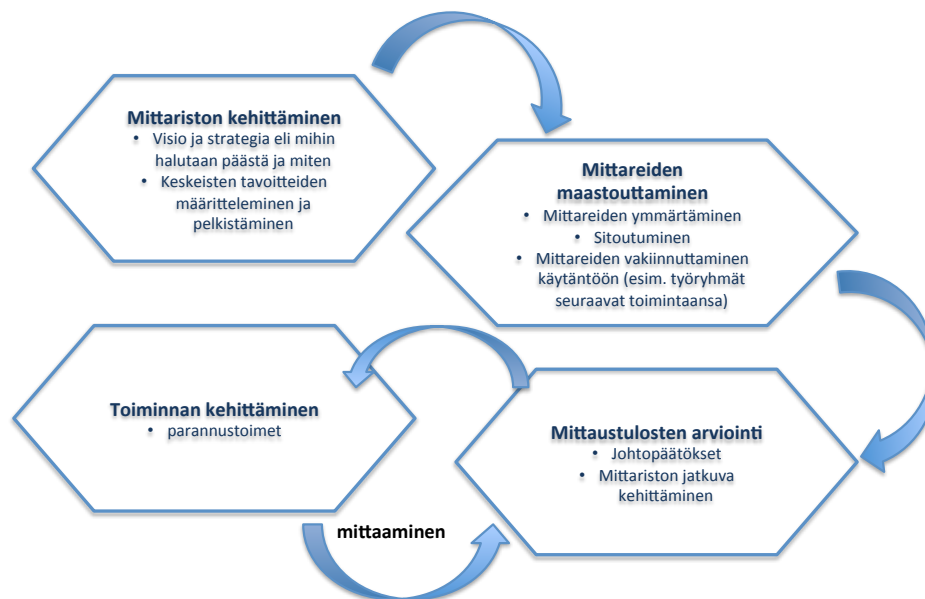 Mittariston kehittäminen
• Visio ja strategia eli mihin
halutaan päästä ja miten
• Keskeisten tavoitteiden
määritteleminen ja
pelkistäminen
Mittareiden
maastouttaminen
• Mittareiden ymmärtäminen
• Sitoutuminen
• Mittareiden vakiinnuttaminen
käytäntöön (esim. työryhmät
seuraavat toimintaansa)
Toiminnan kehittäminen
• parannustoimet
Mittaustulosten arviointi
• Johtopäätökset
• Mittariston jatkuva
kehittäminen
mittaaminen